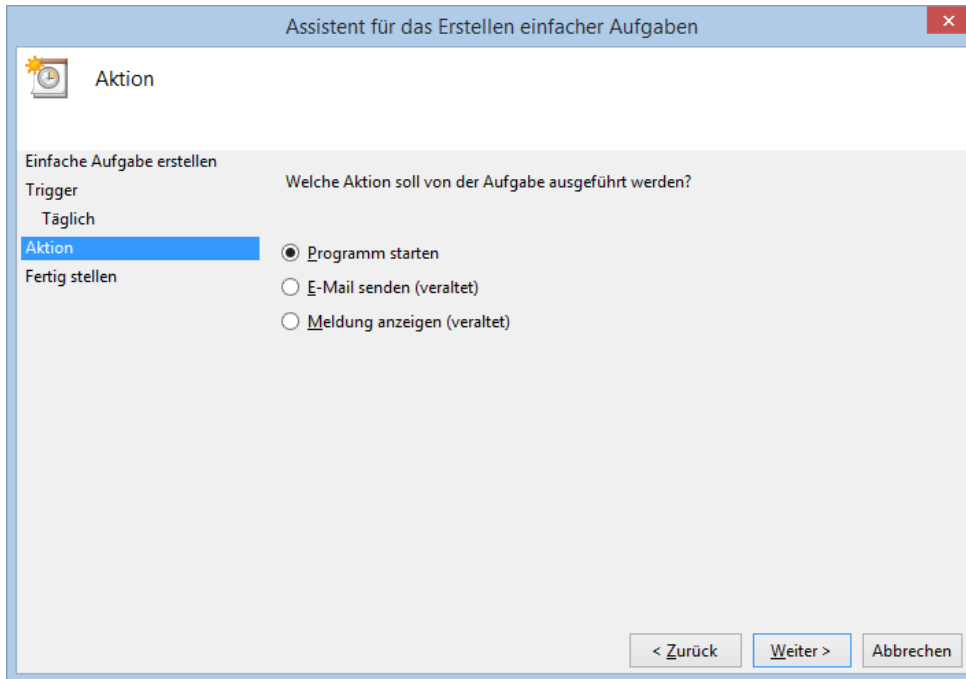 Assistent für das Erstellen einfacher Aufgaben
Aktion
Einfache Aufgabe erstellen
Trigger
Täglich
Aktion
Fertig stellen
Welche Aktion soll von der Aufgabe ausgeführt werden?
Programm starten
E-Mail senden (veraltet)
Meldung anzeigen (veraltet)
< Zurück
Weiter >
Abbrechen